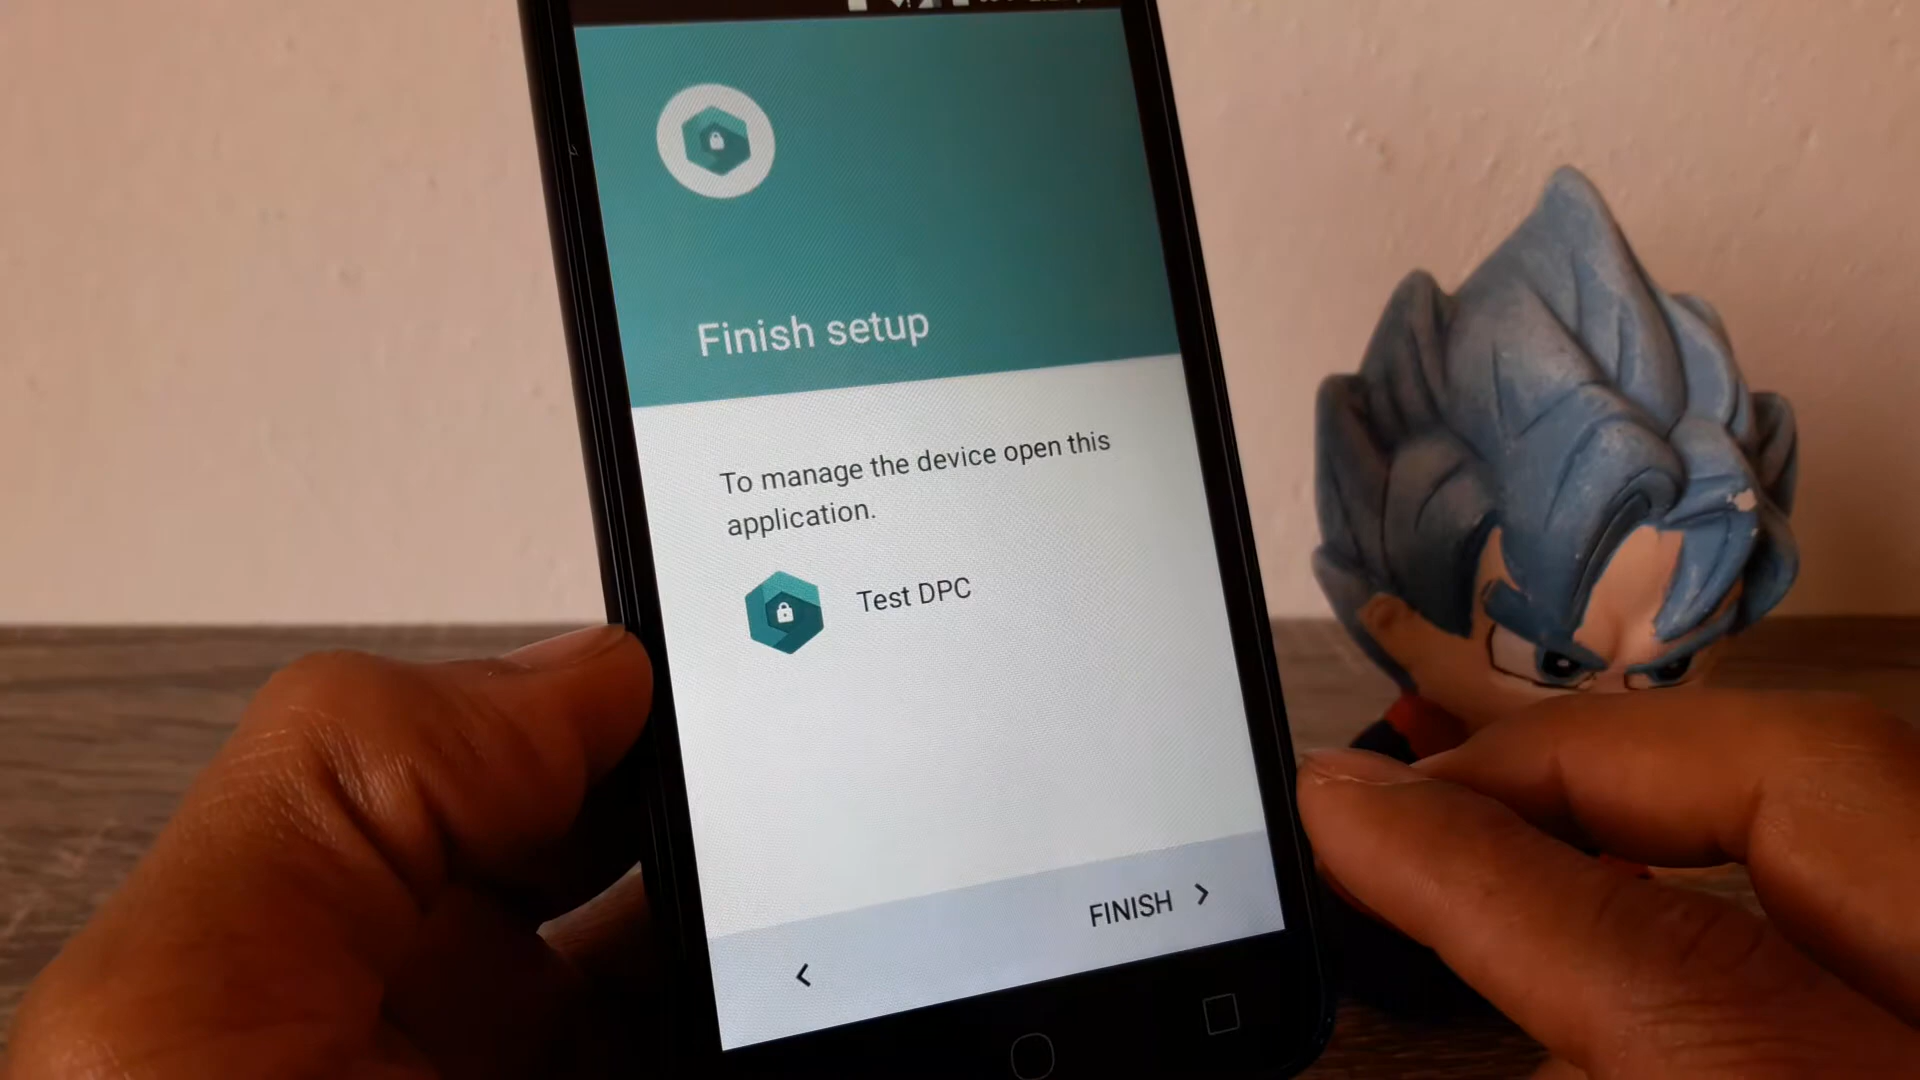 Finish setup
To manage the device open this
application.
Test DPC
FINISH